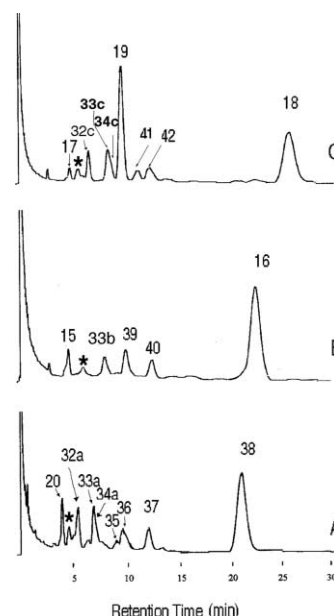 19
33c
18
34c
17
32c
41 42
*
C
16
15
33b 39
40
*
B
38
32a
20
33a
34a
*
35 36 37
A
5 10 15 20 25 30
Retention Time (min)